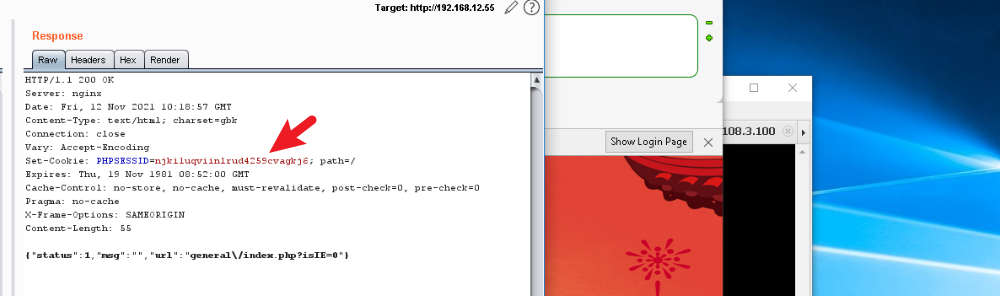 Target: http://192.168.12.55
Response
Raw Headers Hex Render
HTTP/1.1 200 OK
Server: nginx
Date: Fri, 12 Nov 2021 10:18:57 GMT
Content-Type: text/html; charset=gbk
Connection: close
Vary: Accept-Encoding
Set-Cookie: PHPSESSID=njkiluqviinlrud4259cvagkj6; path=/
Expires: Thu, 19 Nov 1981 08:52:00 GMT
Cache-Control: no-store, no-cache, must-revalidate, post-check=0, pre-check=0
Pragma: no-cache
X-Frame-Options: SAMEORIGIN
Content-Length: 55
{"status":1,"msg":"","url":"general\/index.php?isIE=0"}
Show Login Page
108.3.100